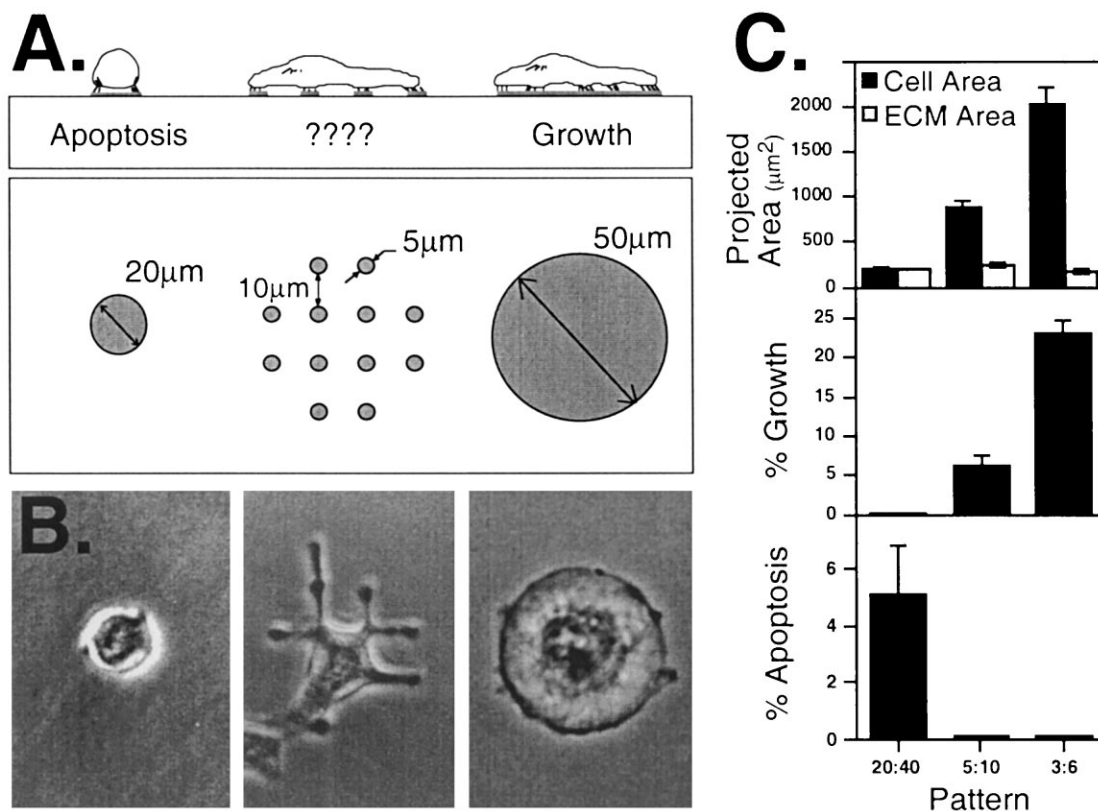 A.
Apoptosis
????
Growth
20µm
10µm
5µm
50µm
B.
C.
Cell Area
ECM Area
Projected
Area (µm²)
2000
1500
1000
500
0
% Growth
25
20
15
10
5
0
% Apoptosis
6
4
2
0
20:40
5:10
3:6
Pattern